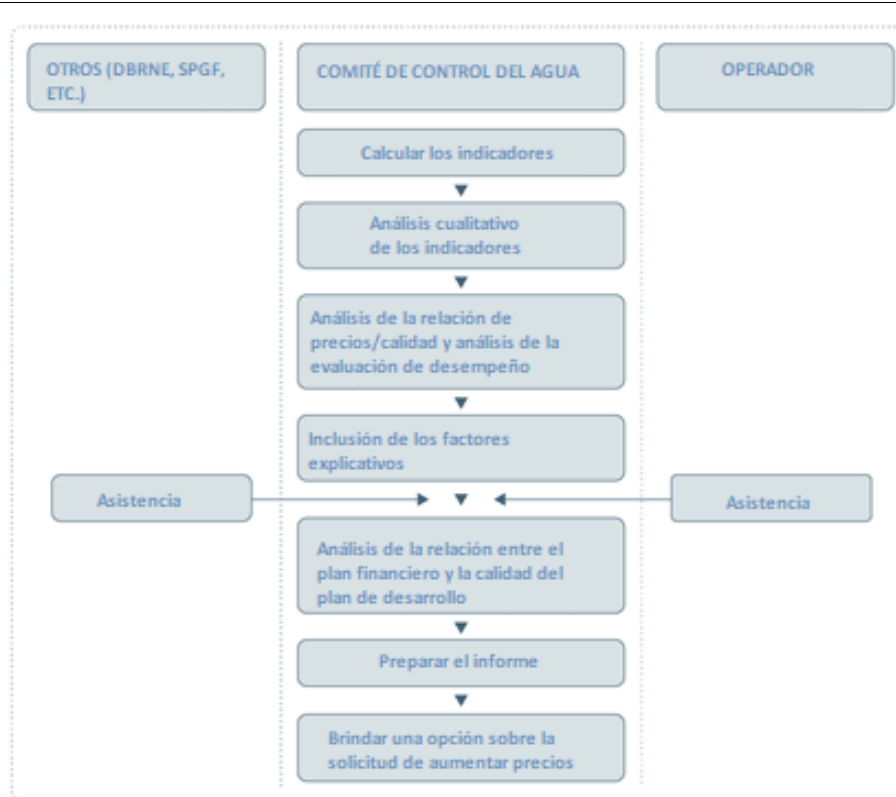 OTROS (DBRNE, SPGF,
ETC.)
COMITÉ DE CONTROL DEL AGUA
OPERADOR
Calcular los indicadores
Análisis cualitativo
de los indicadores
Análisis de la relación de
precios/calidad y análisis de la
evaluación de desempeño
Inclusión de los factores
explicativos
Asistencia
Asistencia
Análisis de la relación entre el
plan financiero y la calidad del
plan de desarrollo
Preparar el informe
Brindar una opción sobre la
solicitud de aumentar precios